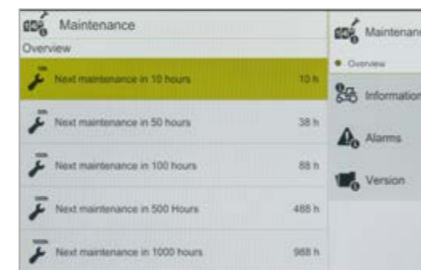 Maintenance
Overview
Next maintenance in 10 hours 10 h
Next maintenance in 50 hours 38 h
Next maintenance in 100 hours 88 h
Next maintenance in 500 Hours 488 h
Next maintenance in 1000 hours 988 h
Maintenanc
Overview
Information
Alarms
Version